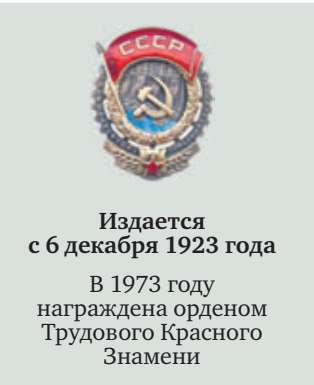 СССР
Издается
с 6 декабря 1923 года
В 1973 году
награждена орденом
Трудового Красного
Знамени